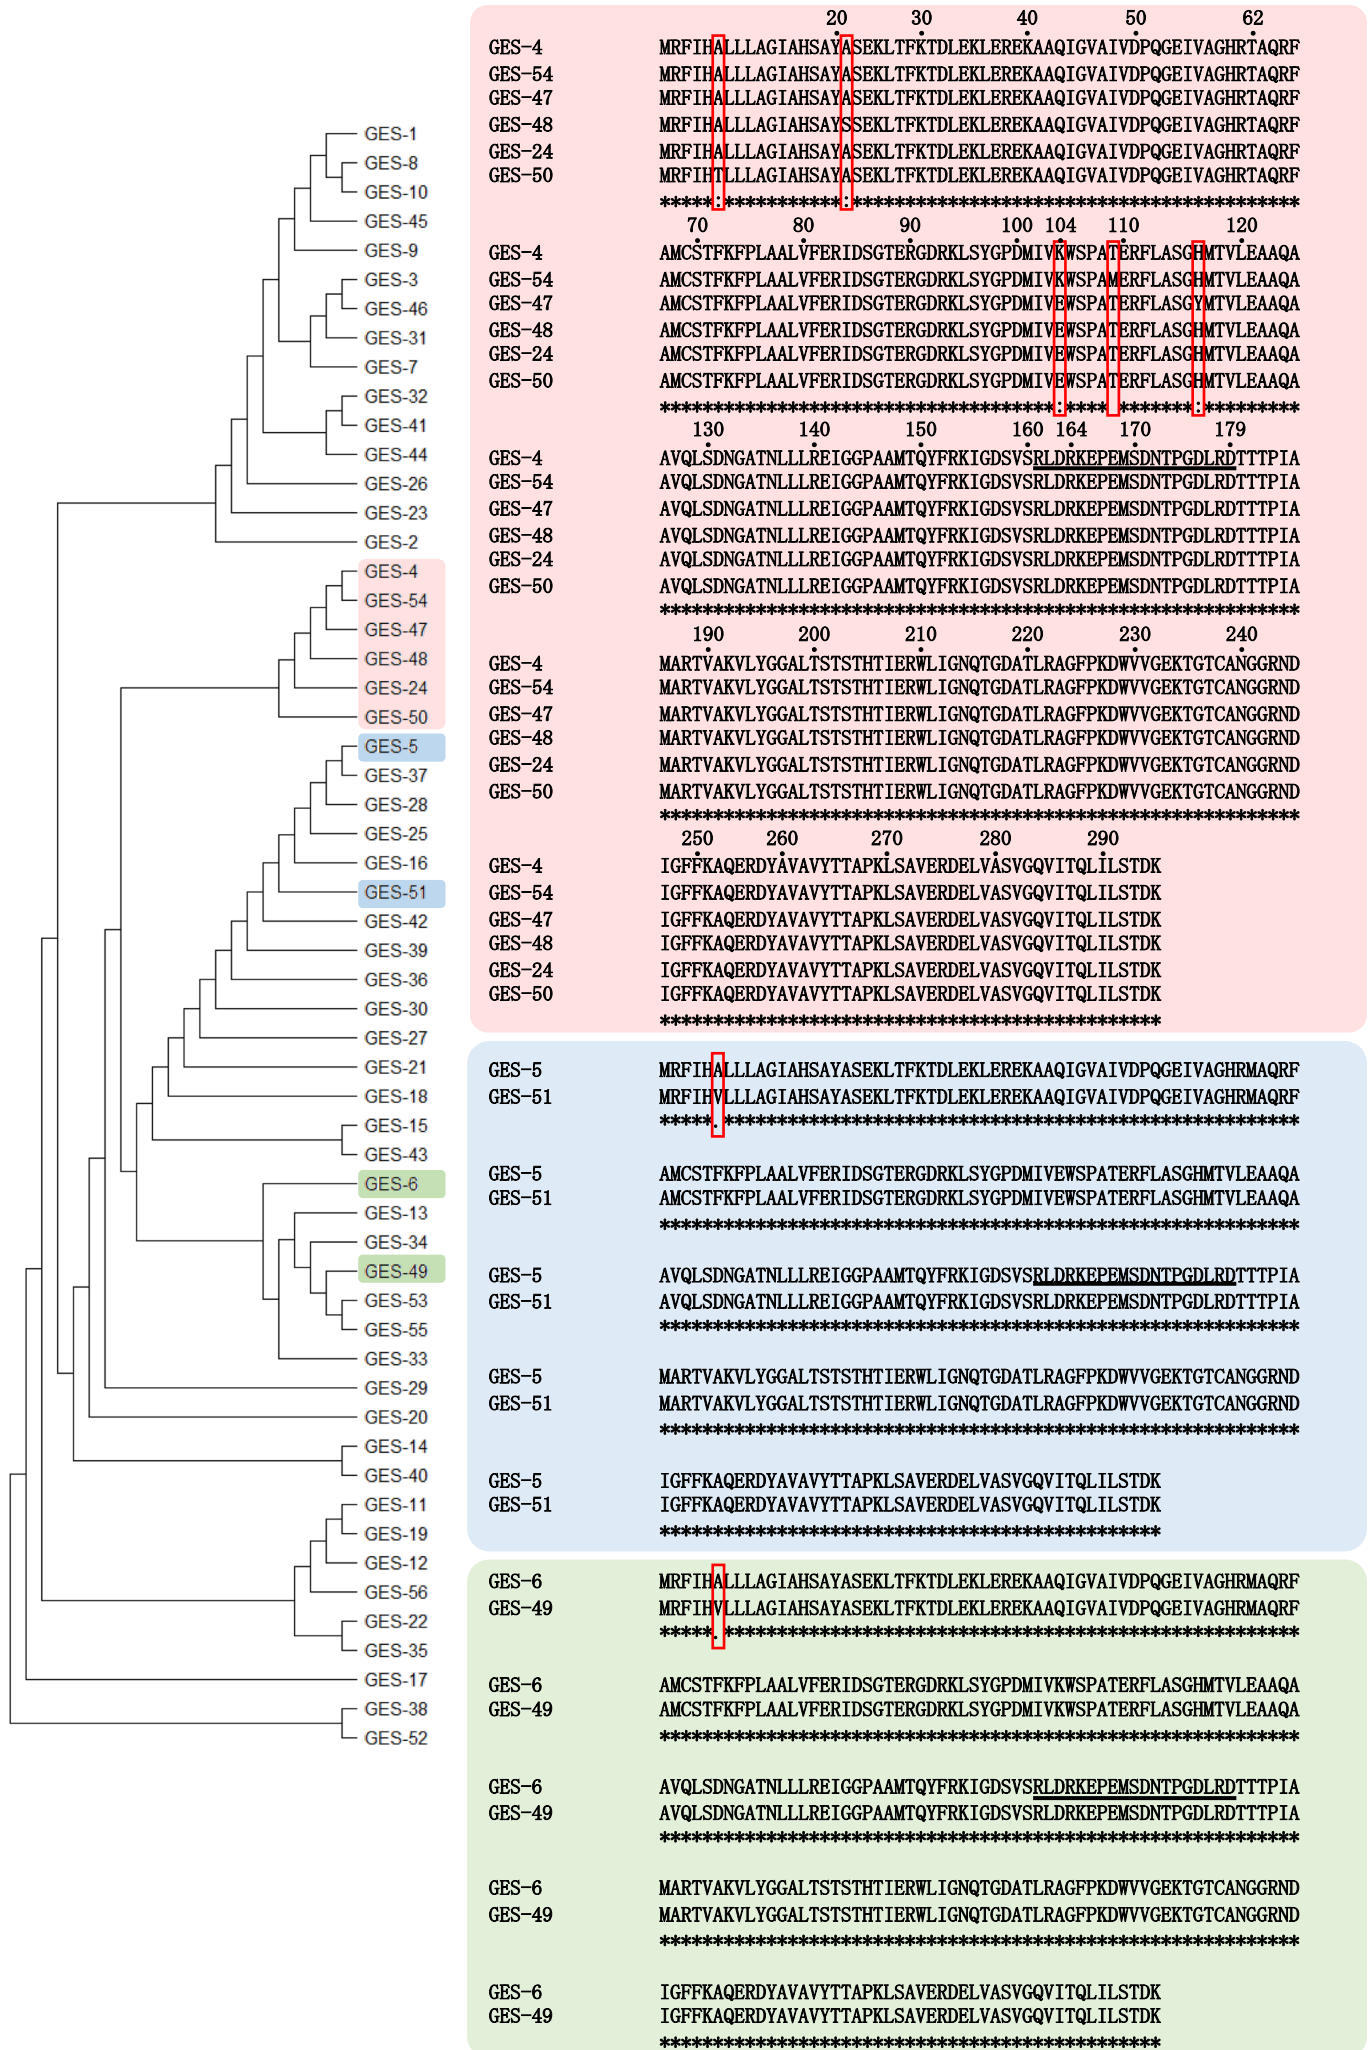 GES-1
GES-8
GES-10
GES-45
GES-9
GES-3
GES-46
GES-31
GES-7
GES-32
GES-41
GES-44
GES-26
GES-23
GES-2
GES-4
GES-54
GES-47
GES-48
GES-24
GES-50
GES-5
GES-37
GES-28
GES-25
GES-16
GES-51
GES-42
GES-39
GES-36
GES-30
GES-27
GES-21
GES-18
GES-15
GES-43
GES-6
GES-13
GES-34
GES-49
GES-53
GES-55
GES-33
GES-29
GES-20
GES-14
GES-40
GES-11
GES-19
GES-12
GES-56
GES-22
GES-35
GES-17
GES-38
GES-52
20 30 40 50 62
GES-4 MRFIHALLLAGIAHSAYASEKLTFKTDLEKLEREKAAQIGVAIVDPQGEIVAGHRTAQRF
GES-54 MRFIHALLLAGIAHSAYASEKLTFKTDLEKLEREKAAQIGVAIVDPQGEIVAGHRTAQRF
GES-47 MRFIHALLLAGIAHSAYASEKLTFKTDLEKLEREKAAQIGVAIVDPQGEIVAGHRTAQRF
GES-48 MRFIHALLLAGIAHSAYSSEKLTFKTDLEKLEREKAAQIGVAIVDPQGEIVAGHRTAQRF
GES-24 MRFIHALLLAGIAHSAYASEKLTFKTDLEKLEREKAAQIGVAIVDPQGEIVAGHRTAQRF
GES-50 MRFIHTLLLAGIAHSAYASEKLTFKTDLEKLEREKAAQIGVAIVDPQGEIVAGHRTAQRF
*****:***********:******************************************
70 80 90 100 104 110 120
GES-4 AMCSTFKFPLAALVFERIDSGTERGDRKLSYGPDMIVKWSPATERFLASGHMTVLEAAQA
GES-54 AMCSTFKFPLAALVFERIDSGTERGDRKLSYGPDMIVKWSPAMERFLASGHMTVLEAAQA
GES-47 AMCSTFKFPLAALVFERIDSGTERGDRKLSYGPDMIVEWSPATERFLASGYMTVLEAAQA
GES-48 AMCSTFKFPLAALVFERIDSGTERGDRKLSYGPDMIVEWSPATERFLASGHMTVLEAAQA
GES-24 AMCSTFKFPLAALVFERIDSGTERGDRKLSYGPDMIVEWSPATERFLASGHMTVLEAAQA
GES-50 AMCSTFKFPLAALVFERIDSGTERGDRKLSYGPDMIVEWSPATERFLASGHMTVLEAAQA
*************************************:**** *******:*********
130 140 150 160 164 170 179
GES-4 AVQLSDNGATNLLLREIGGPAAMTQYFRKIGDSVSRLDRKEPEMSDNTPGDLRDTTTPIA
GES-54 AVQLSDNGATNLLLREIGGPAAMTQYFRKIGDSVSRLDRKEPEMSDNTPGDLRDTTTPIA
GES-47 AVQLSDNGATNLLLREIGGPAAMTQYFRKIGDSVSRLDRKEPEMSDNTPGDLRDTTTPIA
GES-48 AVQLSDNGATNLLLREIGGPAAMTQYFRKIGDSVSRLDRKEPEMSDNTPGDLRDTTTPIA
GES-24 AVQLSDNGATNLLLREIGGPAAMTQYFRKIGDSVSRLDRKEPEMSDNTPGDLRDTTTPIA
GES-50 AVQLSDNGATNLLLREIGGPAAMTQYFRKIGDSVSRLDRKEPEMSDNTPGDLRDTTTPIA
************************************************************
190 200 210 220 230 240
GES-4 MARTVAKVLYGGALTSTSTHTIERWLIGNQTGDATLRAGFPKDWVVGEKTGTCANGGRND
GES-54 MARTVAKVLYGGALTSTSTHTIERWLIGNQTGDATLRAGFPKDWVVGEKTGTCANGGRND
GES-47 MARTVAKVLYGGALTSTSTHTIERWLIGNQTGDATLRAGFPKDWVVGEKTGTCANGGRND
GES-48 MARTVAKVLYGGALTSTSTHTIERWLIGNQTGDATLRAGFPKDWVVGEKTGTCANGGRND
GES-24 MARTVAKVLYGGALTSTSTHTIERWLIGNQTGDATLRAGFPKDWVVGEKTGTCANGGRND
GES-50 MARTVAKVLYGGALTSTSTHTIERWLIGNQTGDATLRAGFPKDWVVGEKTGTCANGGRND
************************************************************
250 260 270 280 290
GES-4 IGFFKAQERDYAVAVYTTAPKLSAVERDELVASVGQVITQLILSTDK
GES-54 IGFFKAQERDYAVAVYTTAPKLSAVERDELVASVGQVITQLILSTDK
GES-47 IGFFKAQERDYAVAVYTTAPKLSAVERDELVASVGQVITQLILSTDK
GES-48 IGFFKAQERDYAVAVYTTAPKLSAVERDELVASVGQVITQLILSTDK
GES-24 IGFFKAQERDYAVAVYTTAPKLSAVERDELVASVGQVITQLILSTDK
GES-50 IGFFKAQERDYAVAVYTTAPKLSAVERDELVASVGQVITQLILSTDK
***********************************************
GES-5 MRFIHALLLAGIAHSAYASEKLTFKTDLEKLEREKAAQIGVAIVDPQGEIVAGHRMAQRF
GES-51 MRFIHVLLLAGIAHSAYASEKLTFKTDLEKLEREKAAQIGVAIVDPQGEIVAGHRMAQRF
*****.******************************************************
GES-5 AMCSTFKFPLAALVFERIDSGTERGDRKLSYGPDMIVEWSPATERFLASGHMTVLEAAQA
GES-51 AMCSTFKFPLAALVFERIDSGTERGDRKLSYGPDMIVEWSPATERFLASGHMTVLEAAQA
************************************************************
GES-5 AVQLSDNGATNLLLREIGGPAAMTQYFRKIGDSVSRLDRKEPEMSDNTPGDLRDTTTPIA
GES-51 AVQLSDNGATNLLLREIGGPAAMTQYFRKIGDSVSRLDRKEPEMSDNTPGDLRDTTTPIA
************************************************************
GES-5 MARTVAKVLYGGALTSTSTHTIERWLIGNQTGDATLRAGFPKDWVVGEKTGTCANGGRND
GES-51 MARTVAKVLYGGALTSTSTHTIERWLIGNQTGDATLRAGFPKDWVVGEKTGTCANGGRND
************************************************************
GES-5 IGFFKAQERDYAVAVYTTAPKLSAVERDELVASVGQVITQLILSTDK
GES-51 IGFFKAQERDYAVAVYTTAPKLSAVERDELVASVGQVITQLILSTDK
***********************************************
GES-6 MRFIHALLLAGIAHSAYASEKLTFKTDLEKLEREKAAQIGVAIVDPQGEIVAGHRMAQRF
GES-49 MRFIHVLLLAGIAHSAYASEKLTFKTDLEKLEREKAAQIGVAIVDPQGEIVAGHRMAQRF
*****.******************************************************
GES-6 AMCSTFKFPLAALVFERIDSGTERGDRKLSYGPDMIVKWSPATERFLASGHMTVLEAAQA
GES-49 AMCSTFKFPLAALVFERIDSGTERGDRKLSYGPDMIVKWSPATERFLASGHMTVLEAAQA
************************************************************
GES-6 AVQLSDNGATNLLLREIGGPAAMTQYFRKIGDSVSRLDRKEPEMSDNTPGDLRDTTTPIA
GES-49 AVQLSDNGATNLLLREIGGPAAMTQYFRKIGDSVSRLDRKEPEMSDNTPGDLRDTTTPIA
************************************************************
GES-6 MARTVAKVLYGGALTSTSTHTIERWLIGNQTGDATLRAGFPKDWVVGEKTGTCANGGRND
GES-49 MARTVAKVLYGGALTSTSTHTIERWLIGNQTGDATLRAGFPKDWVVGEKTGTCANGGRND
************************************************************
GES-6 IGFFKAQERDYAVAVYTTAPKLSAVERDELVASVGQVITQLILSTDK
GES-49 IGFFKAQERDYAVAVYTTAPKLSAVERDELVASVGQVITQLILSTDK
***********************************************